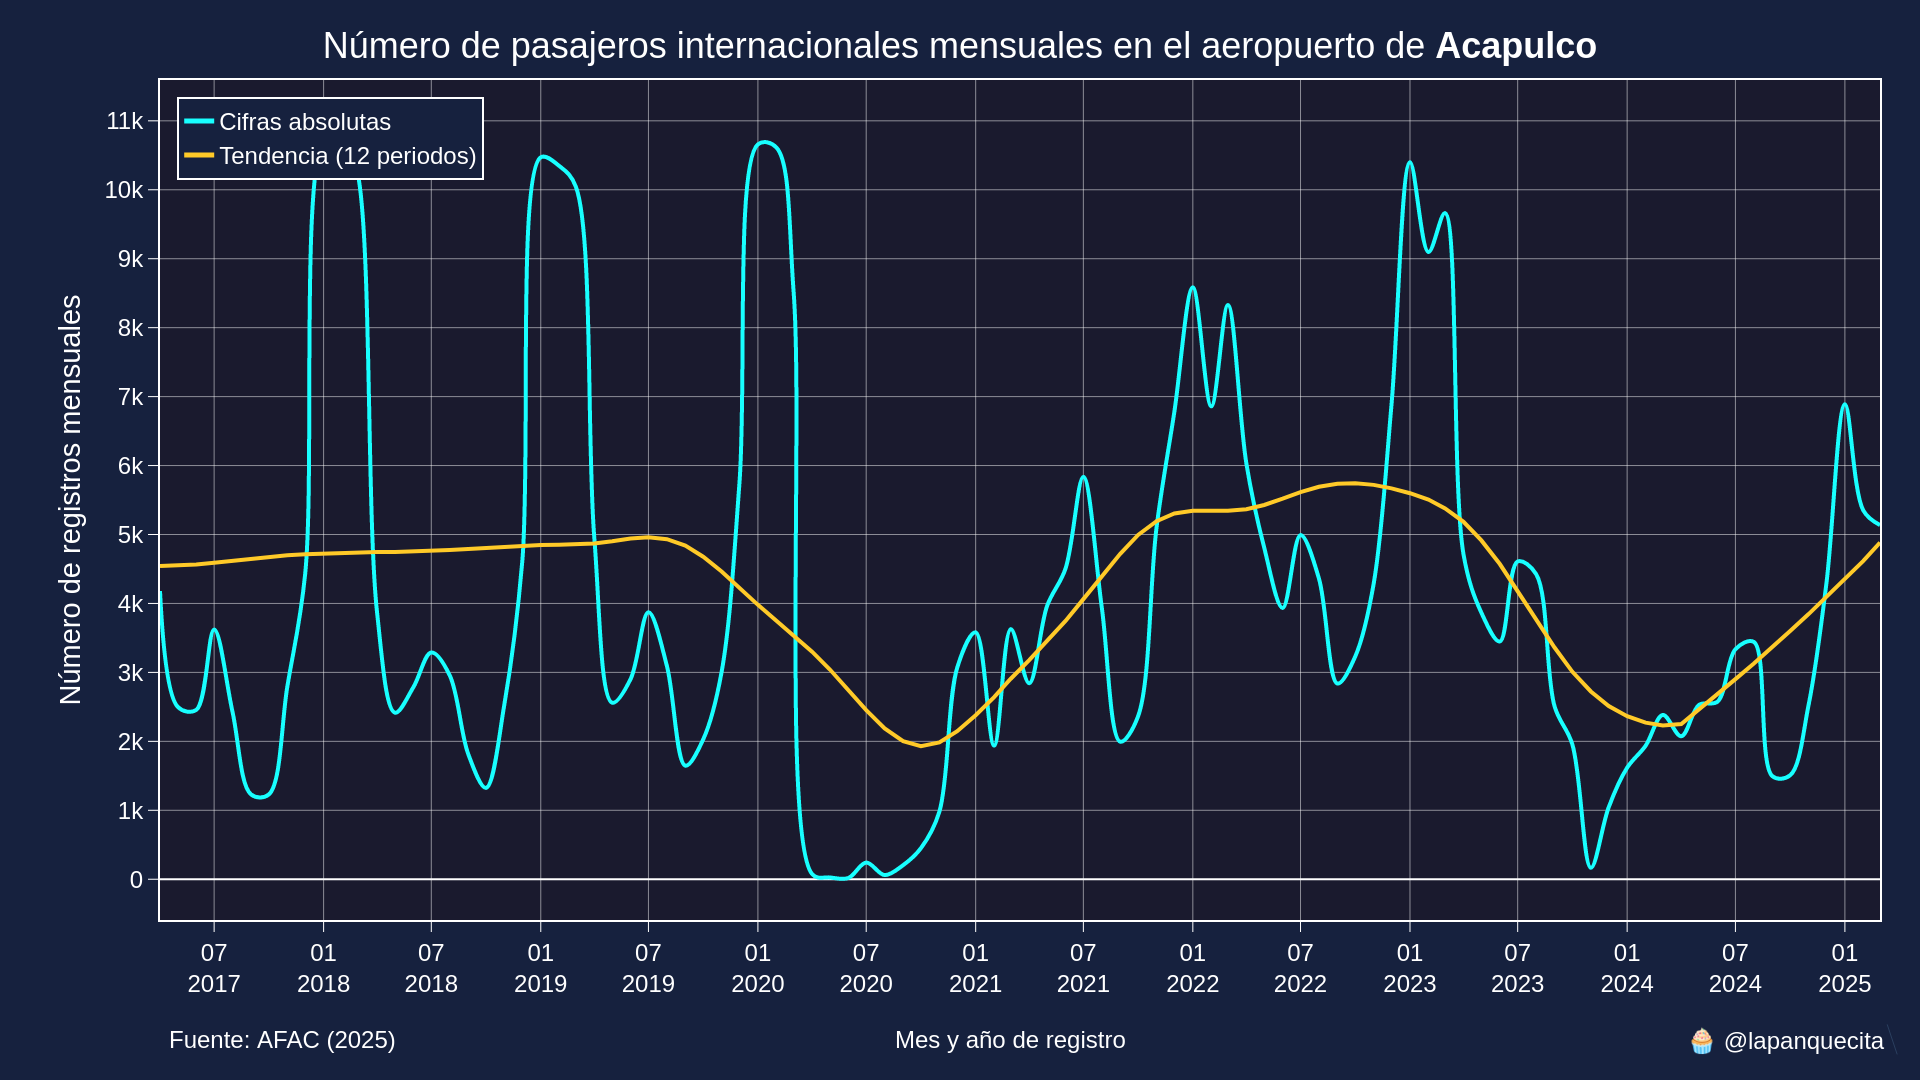 Número de pasajeros internacionales mensuales en el aeropuerto de Acapulco
Cifras absolutas
Tendencia (12 periodos)
Número de registros mensuales
11k
10k
9k
8k
7k
6k
5k
4k
3k
2k
1k
0
07 01 07 01 07 01 07 01 07 01 07 01 07 01 07 01
2017 2018 2018 2019 2019 2020 2020 2021 2021 2022 2022 2023 2023 2024 2024 2025
Fuente: AFAC (2025)
Mes y año de registro
🧁 @lapanquecita